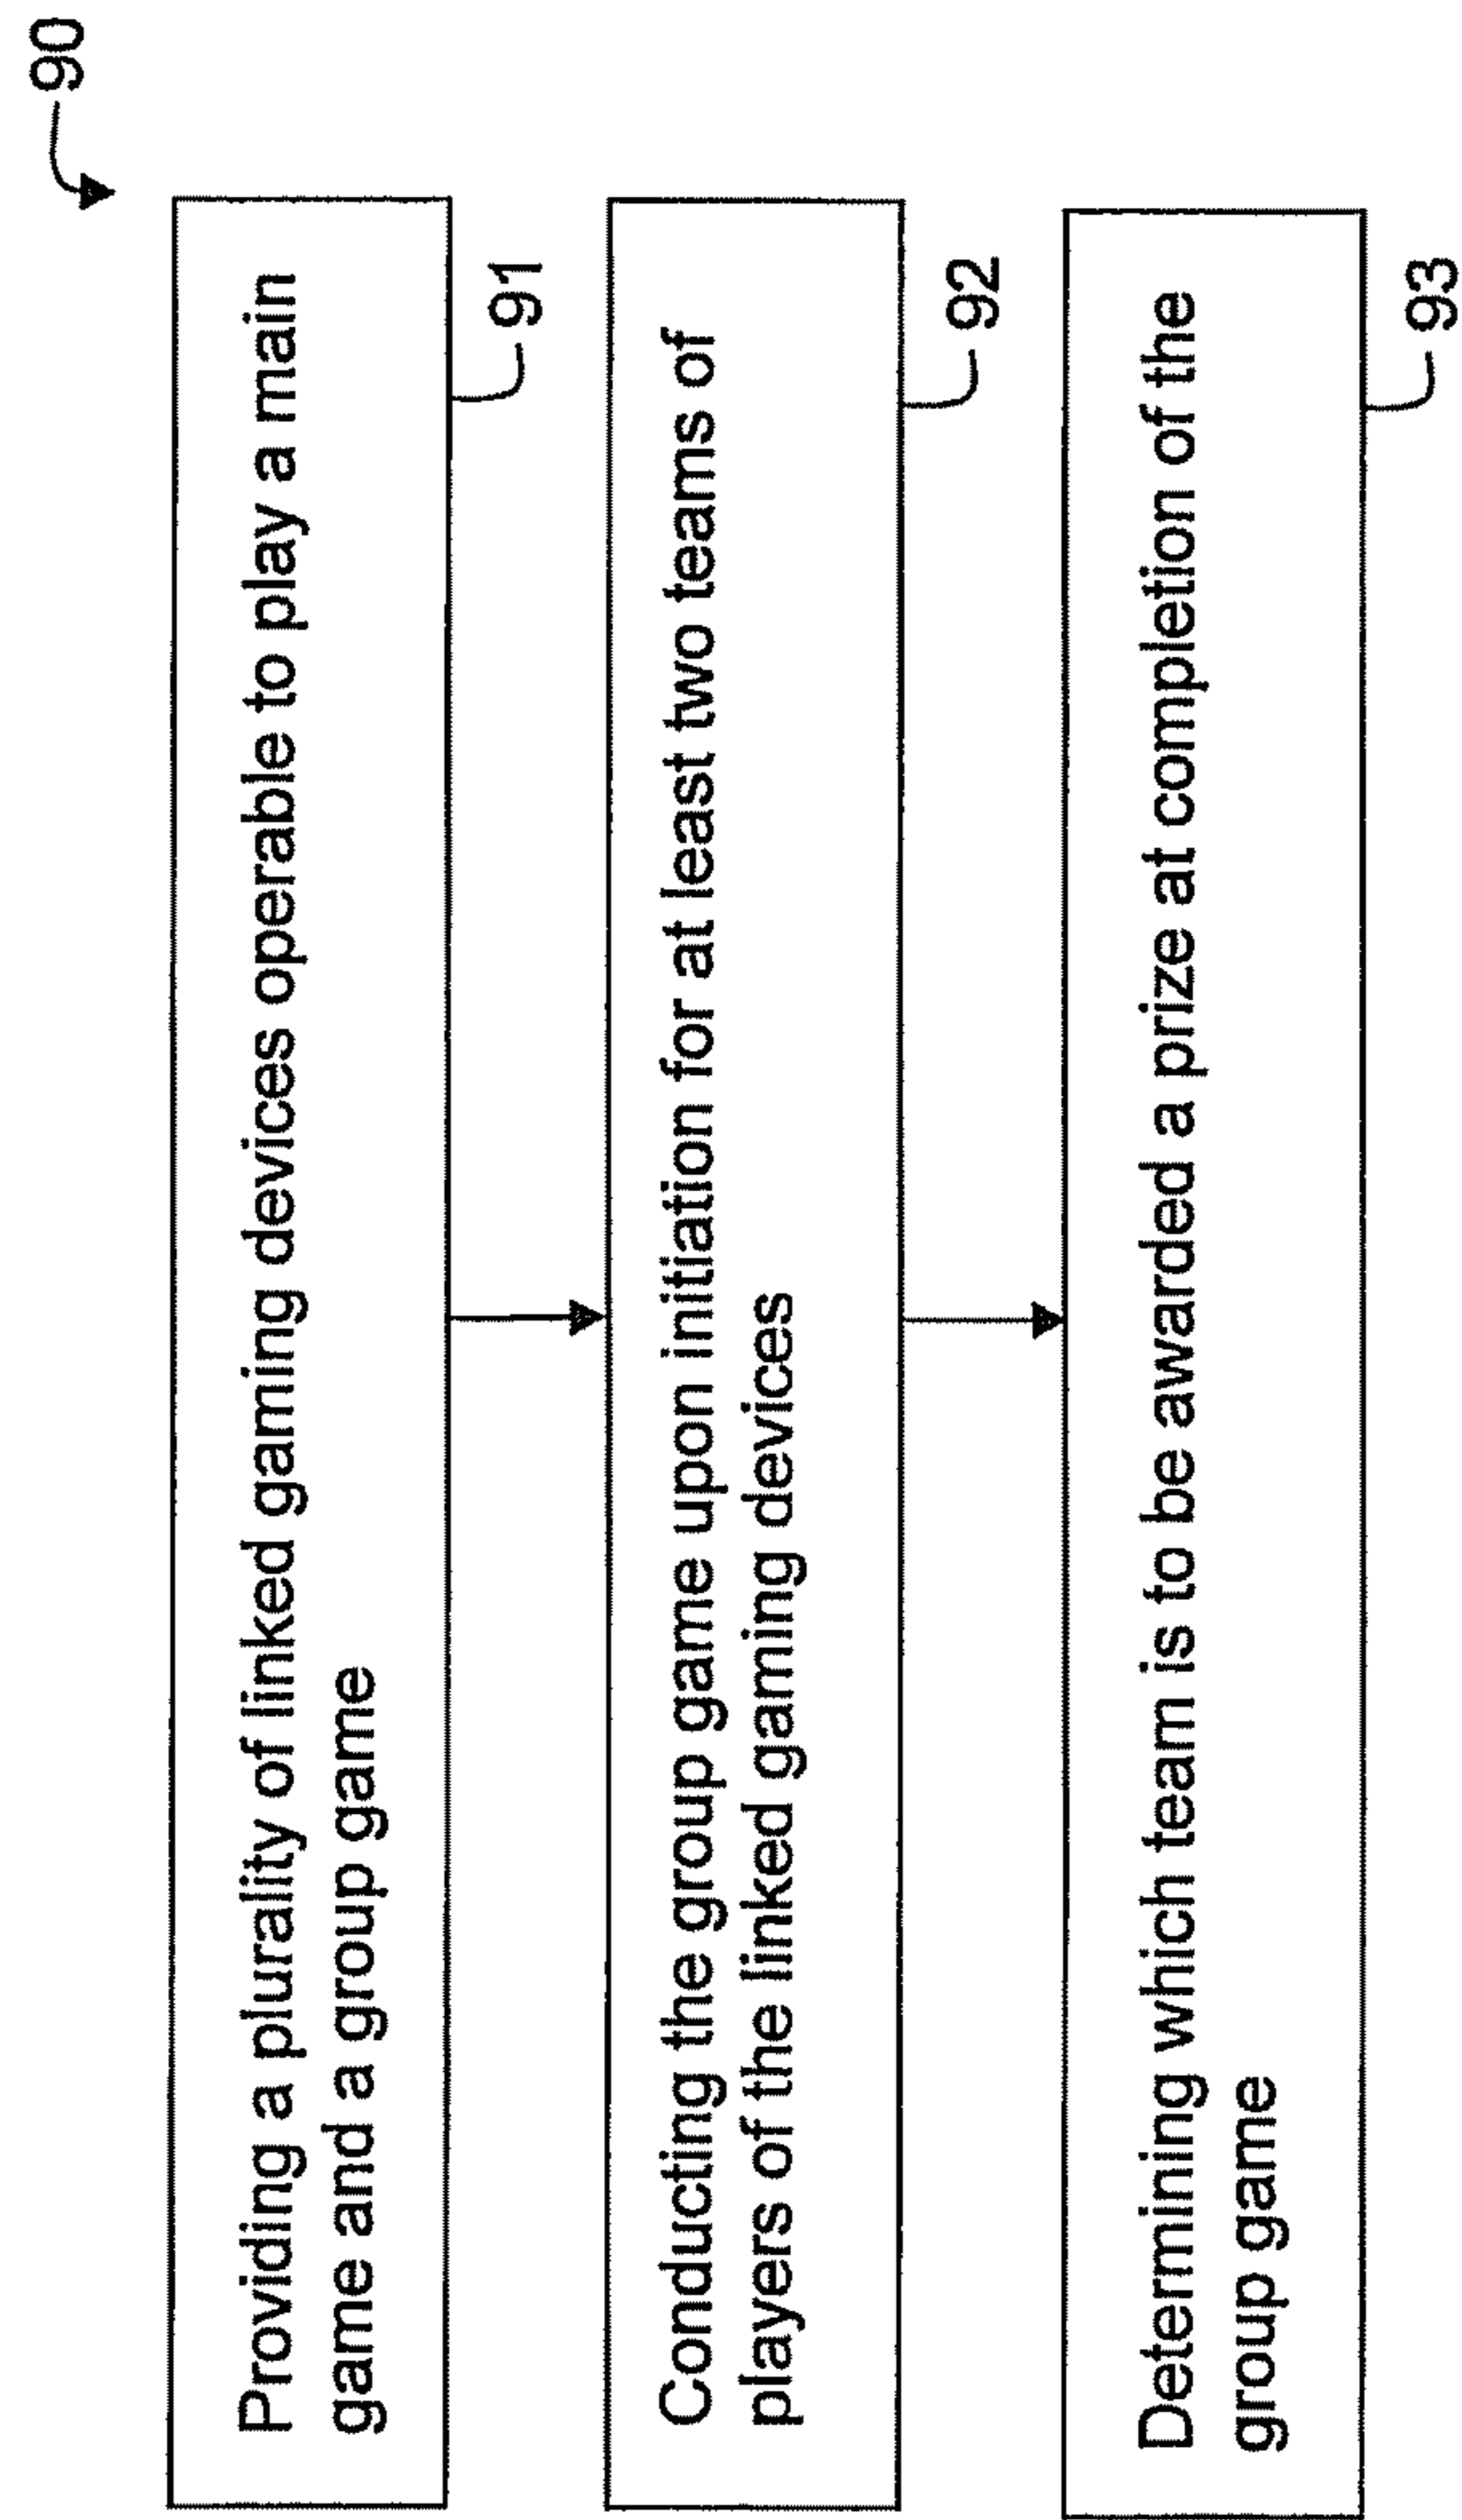 90
Providing a plurality of linked gaming devices operable to play a main
game and a group game
91
Conducting the group game upon initiation for at least two teams of
players of the linked gaming devices
92
Determining which team is to be awarded a prize at completion of the
group game
93